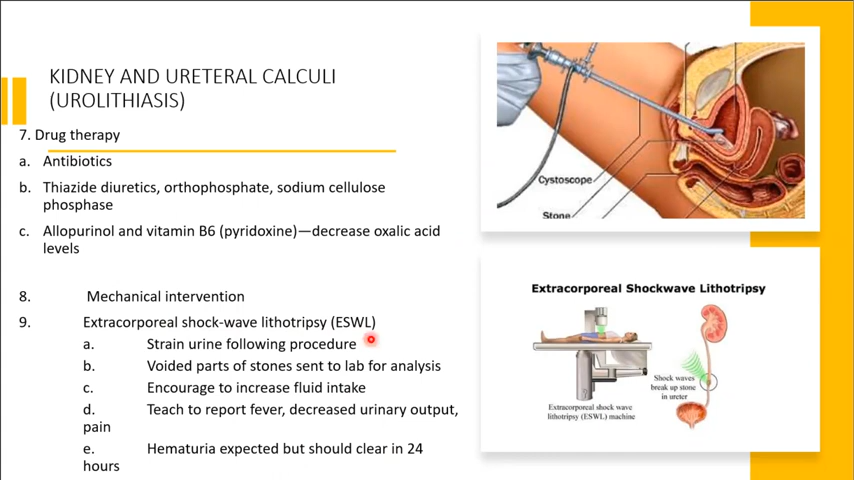 KIDNEY AND URETERAL CALCULI
(UROLITHIASIS)
7. Drug therapy
a. Antibiotics
b. Thiazide diuretics, orthophosphate, sodium cellulose
phosphase
c. Allopurinol and vitamin B6 (pyridoxine)—decrease oxalic acid
levels
8. Mechanical intervention
9. Extracorporeal shock-wave lithotripsy (ESWL)
a. Strain urine following procedure
b. Voided parts of stones sent to lab for analysis
c. Encourage to increase fluid intake
d. Teach to report fever, decreased urinary output,
pain
e. Hematuria expected but should clear in 24
hours
Cystoscope
Stone
Extracorporeal Shockwave Lithotripsy
Shock waves
break up stone
in ureter
Extracorporeal shock wave
lithotripsy (ESWL) machine